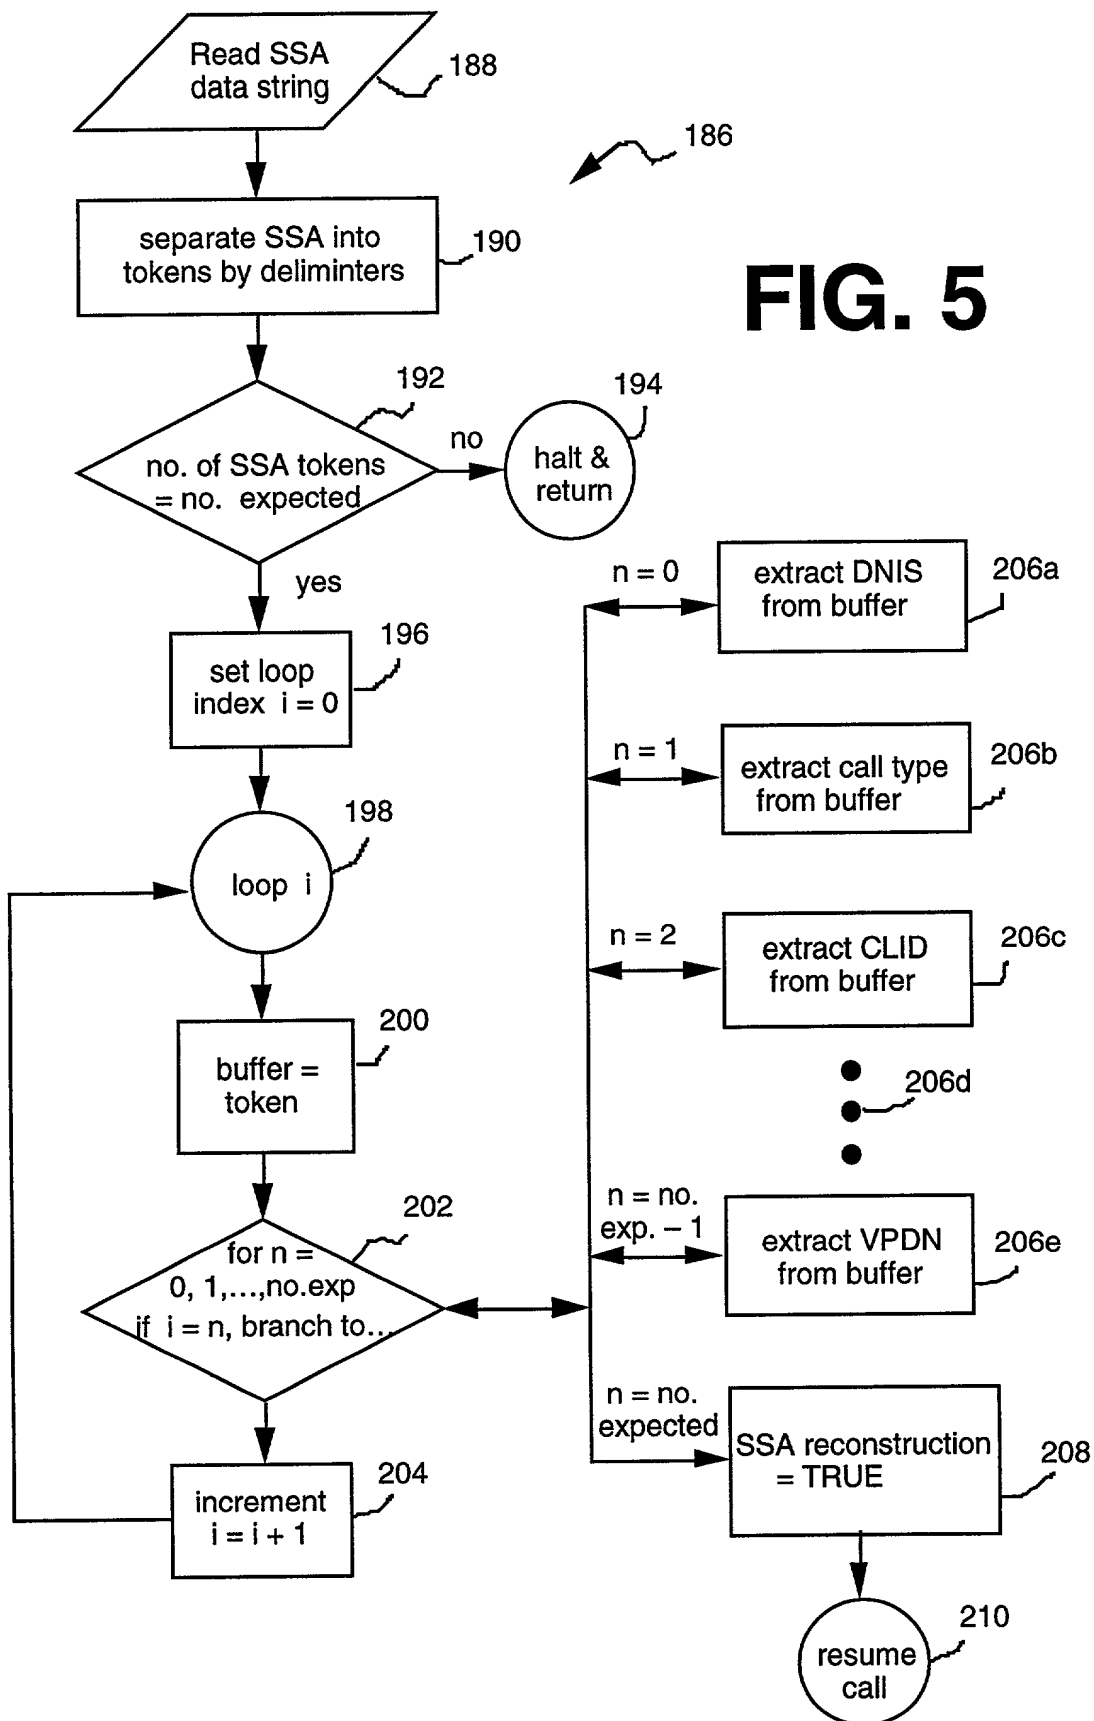 Read SSA
data string
188
186
separate SSA into
tokens by deliminters
190
FIG. 5
192
194
no. of SSA tokens
= no. expected
no
halt &
return
yes
n = 0
extract DNIS
from buffer
206a
set loop
index i = 0
196
n = 1
extract call type
from buffer
206b
loop i
198
n = 2
extract CLID
from buffer
206c
buffer =
token
200
206d
for n =
0, 1,...,no.exp
if i = n, branch to...
202
n = no.
exp. – 1
extract VPDN
from buffer
206e
n = no.
expected
SSA reconstruction
= TRUE
208
increment
i = i + 1
204
resume
call
210